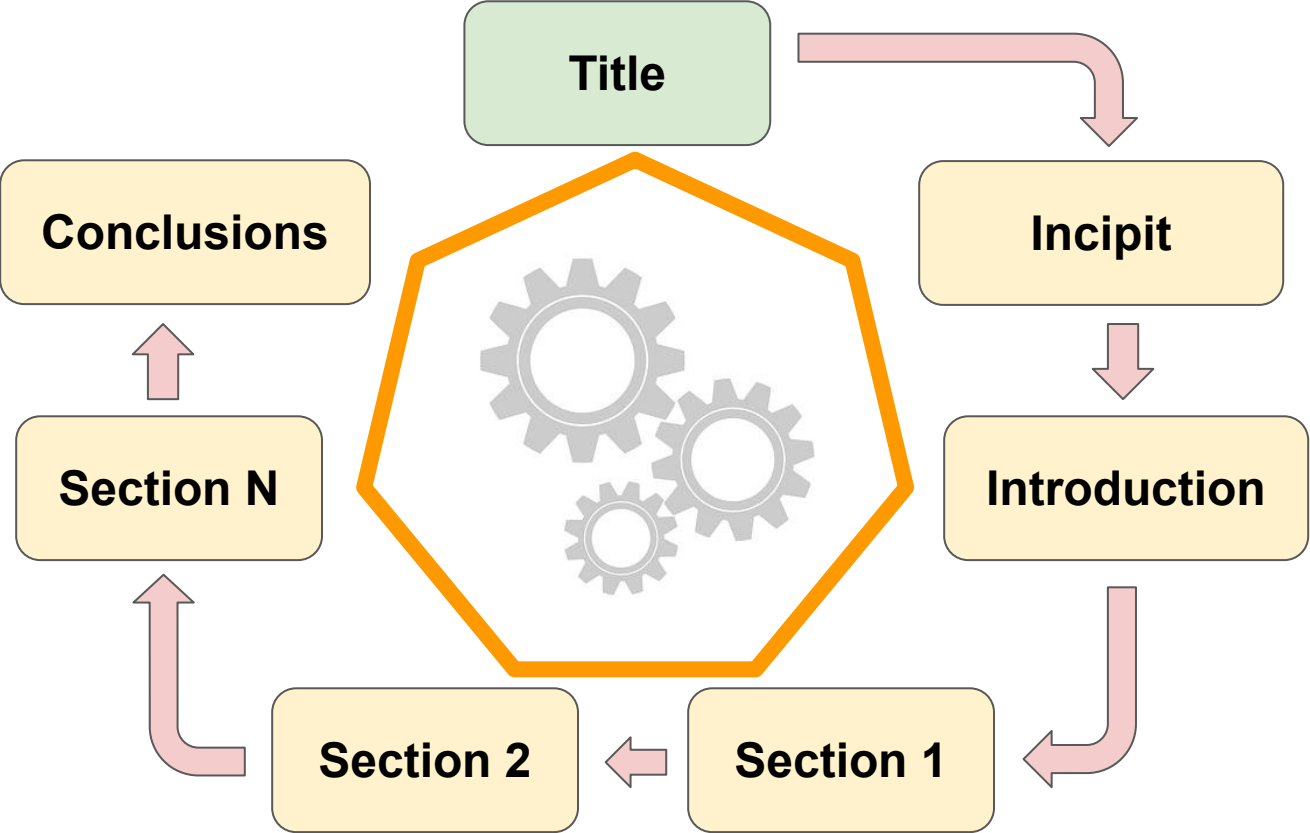 Title
Incipit
Introduction
Section 1
Section 2
Section N
Conclusions